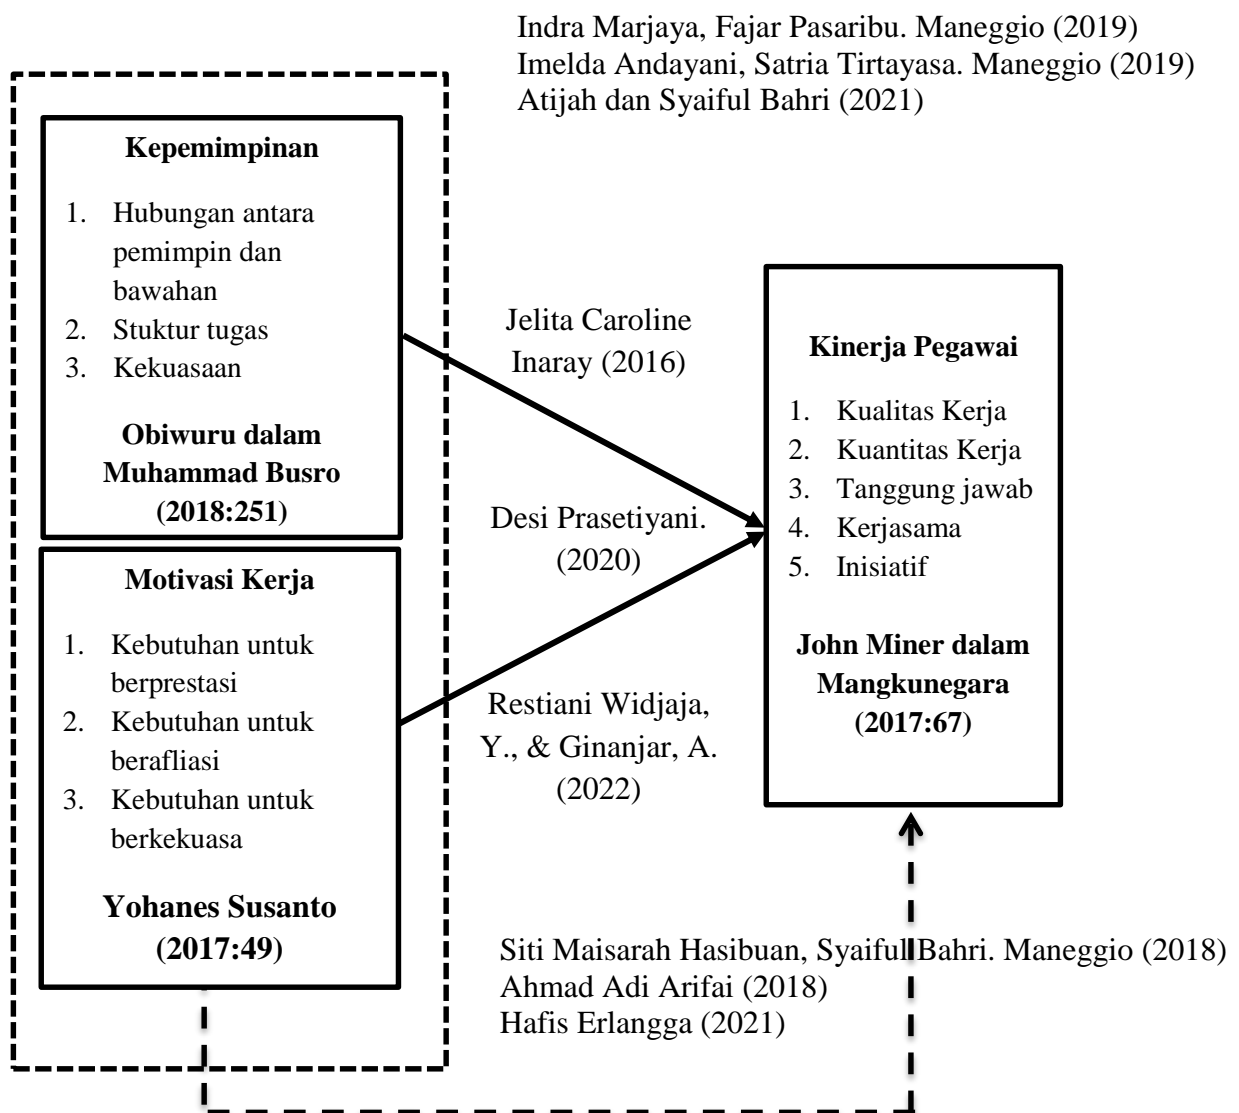 Indra Marjaya, Fajar Pasaribu. Maneggio (2019)
Imelda Andayani, Satria Tirtayasa. Maneggio (2019)
Atijah dan Syaiful Bahri (2021)
Kepemimpinan
1. Hubungan antara
pemimpin dan
bawahan
2. Stuktur tugas
3. Kekuasaan
Obiwuru dalam
Muhammad Busro
(2018:251)
Motivasi Kerja
1. Kebutuhan untuk
berprestasi
2. Kebutuhan untuk
berafliasi
3. Kebutuhan untuk
berkekuasa
Yohanes Susanto
(2017:49)
Jelita Caroline
Inaray (2016)
Desi Prasetiyani.
(2020)
Restiani Widjaja,
Y., & Ginanjar, A.
(2022)
Kinerja Pegawai
1. Kualitas Kerja
2. Kuantitas Kerja
3. Tanggung jawab
4. Kerjasama
5. Inisiatif
John Miner dalam
Mangkunegara
(2017:67)
Siti Maisarah Hasibuan, Syaiful Bahri. Maneggio (2018)
Ahmad Adi Arifai (2018)
Hafis Erlangga (2021)